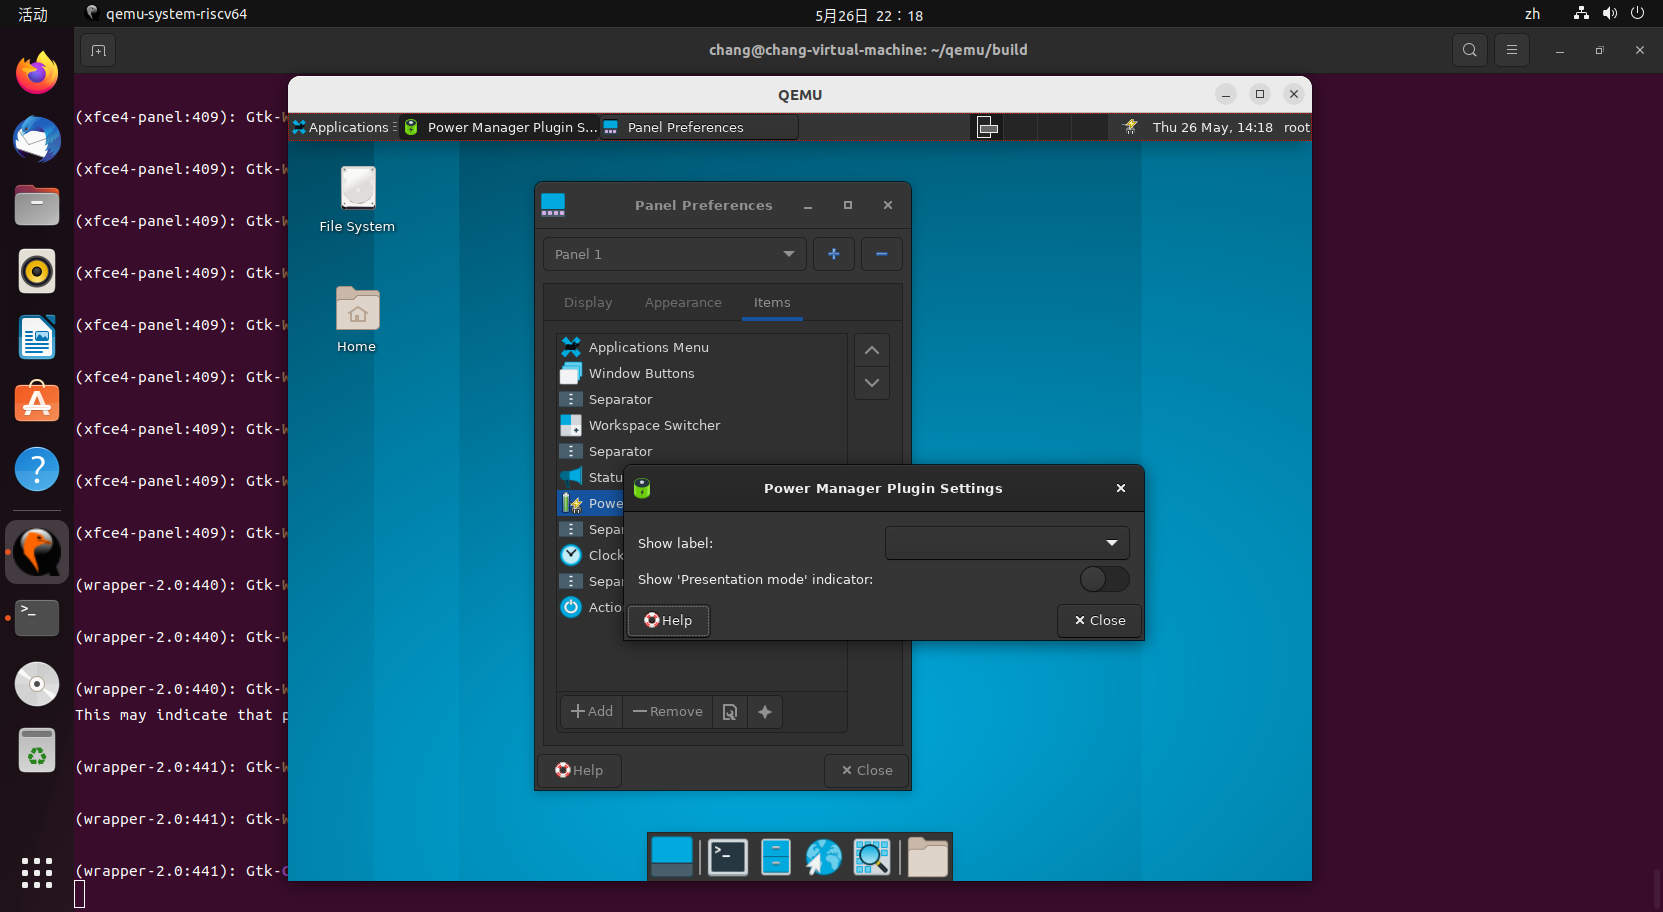 活动
qemu-system-riscv64
5月26日 22：18
zh
chang@chang-virtual-machine: ~/qemu/build
QEMU
Applications
Power Manager Plugin S...
Panel Preferences
Thu 26 May, 14:18
root
(xfce4-panel:409): Gtk-W
(xfce4-panel:409): Gtk-W
(xfce4-panel:409): Gtk-W
(xfce4-panel:409): Gtk-W
(xfce4-panel:409): Gtk-W
(xfce4-panel:409): Gtk-W
(xfce4-panel:409): Gtk-W
(xfce4-panel:409): Gtk-W
(xfce4-panel:409): Gtk-W
(wrapper-2.0:440): Gtk-W
(wrapper-2.0:440): Gtk-W
(wrapper-2.0:440): Gtk-W
This may indicate that p
(wrapper-2.0:441): Gtk-W
(wrapper-2.0:441): Gtk-W
(wrapper-2.0:441): Gtk-C
File System
Home
Panel Preferences
Panel 1
Display
Appearance
Items
Applications Menu
Window Buttons
Separator
Workspace Switcher
Separator
Statu
Powe
Sepa
Clock
Sepa
Actio
Add
Remove
Help
Close
Power Manager Plugin Settings
Show label:
Show 'Presentation mode' indicator:
Help
Close